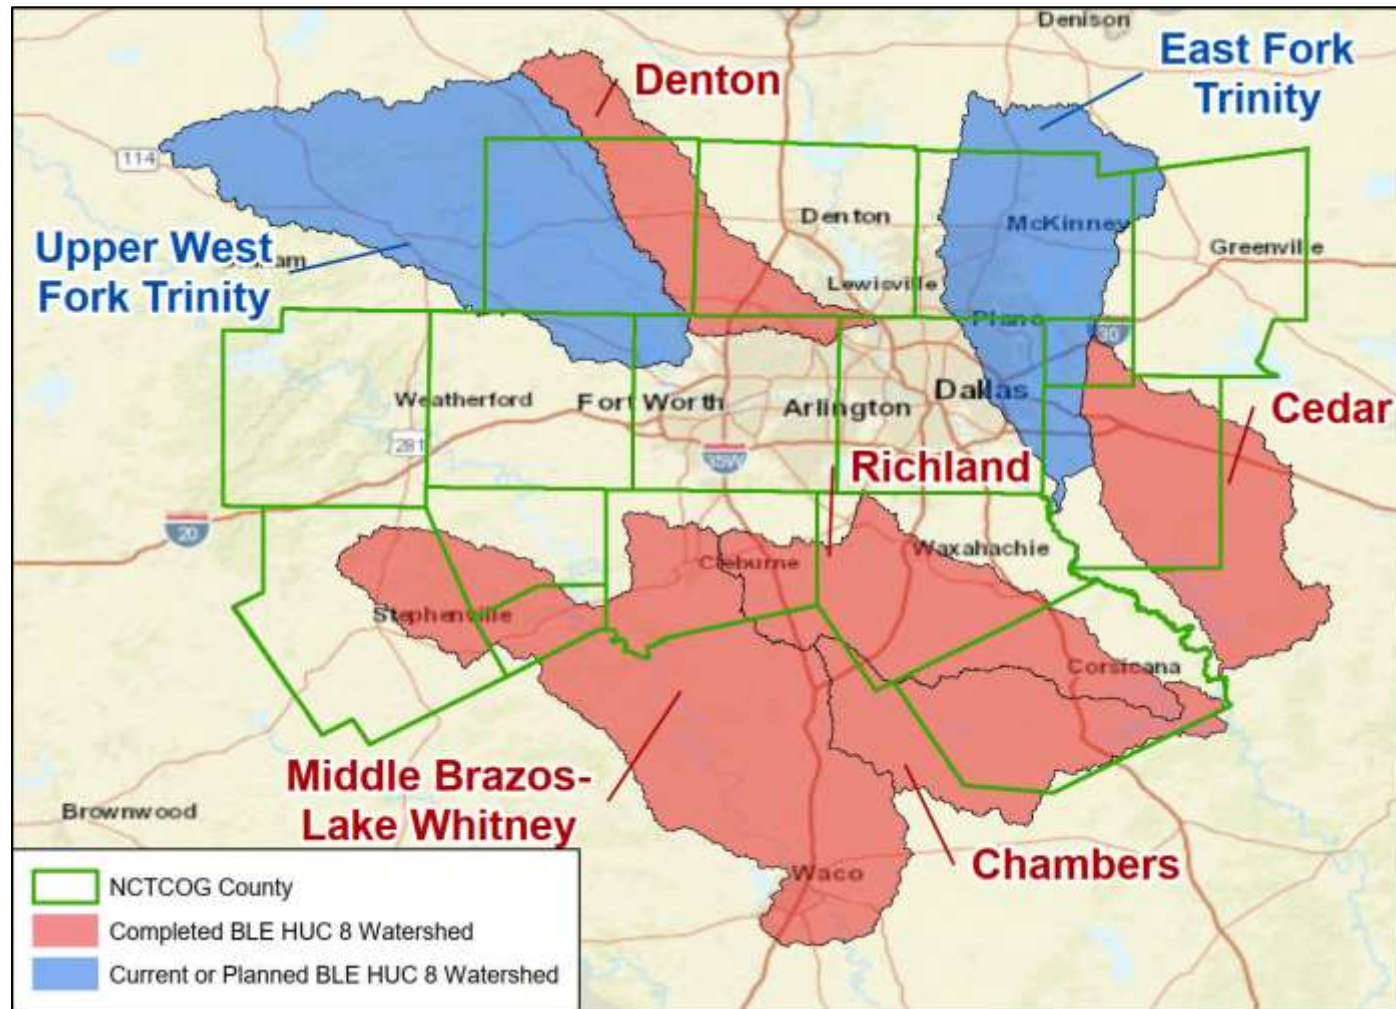 Denison
East Fork
Trinity
Denton
114
Denton
McKinney
Upper West
Fork Trinity
Greenville
Lewisville
Plano
30
Weatherford
Fort Worth
Arlington
Dallas
Cedar
281
35W
Richland
20
Cleburne
Waxahachie
Stephenville
Corsicana
Middle Brazos-
Lake Whitney
Brownwood
Waco
Chambers
NCTCOG County
Completed BLE HUC 8 Watershed
Current or Planned BLE HUC 8 Watershed